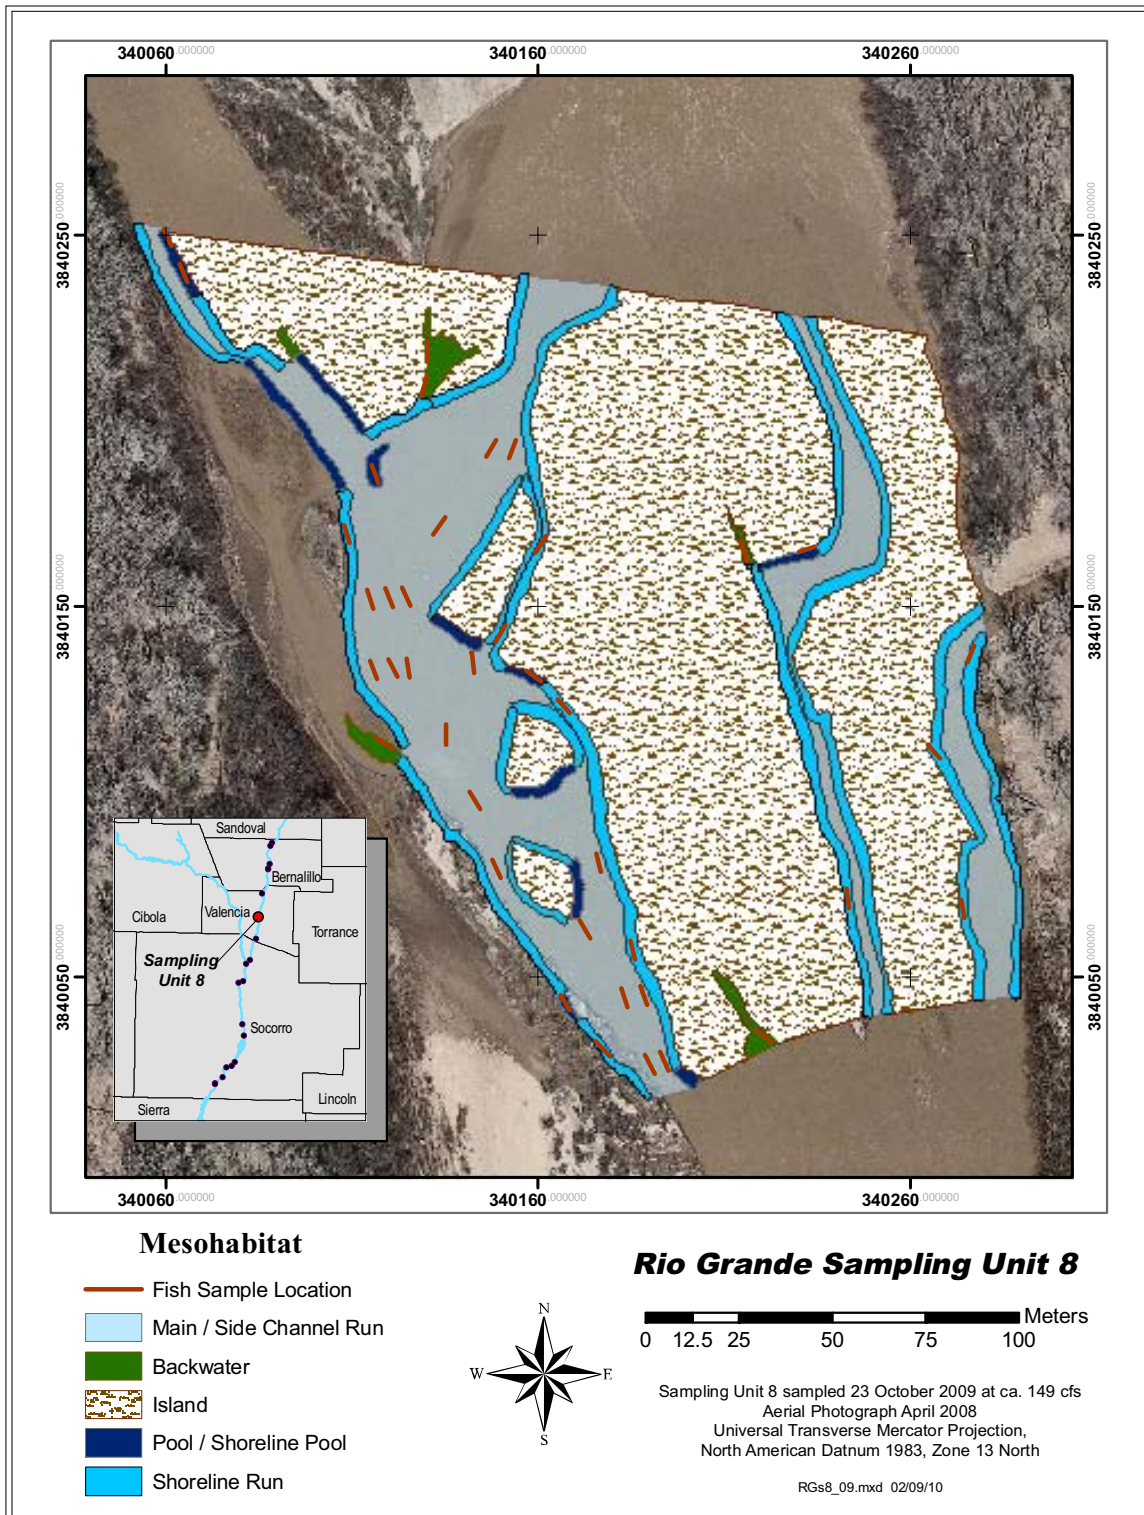 340060.000000 340160.000000 340260.000000
3840250.000000
3840250.000000
3840150.000000
3840150.000000
3840050.000000
3840050.000000
Sandoval
Bernalillo
Cibola
Valencia
Torrance
Sampling
Unit 8
Socorro
Sierra
Lincoln
340060.000000 340160.000000 340260.000000
Mesohabitat
Fish Sample Location
Main / Side Channel Run
Backwater
Island
Pool / Shoreline Pool
Shoreline Run
N
W E
S
Rio Grande Sampling Unit 8
Meters
0 12.5 25 50 75 100
Sampling Unit 8 sampled 23 October 2009 at ca. 149 cfs
Aerial Photograph April 2008
Universal Transverse Mercator Projection,
North American Datnum 1983, Zone 13 North
RGs8_09.mxd 02/09/10